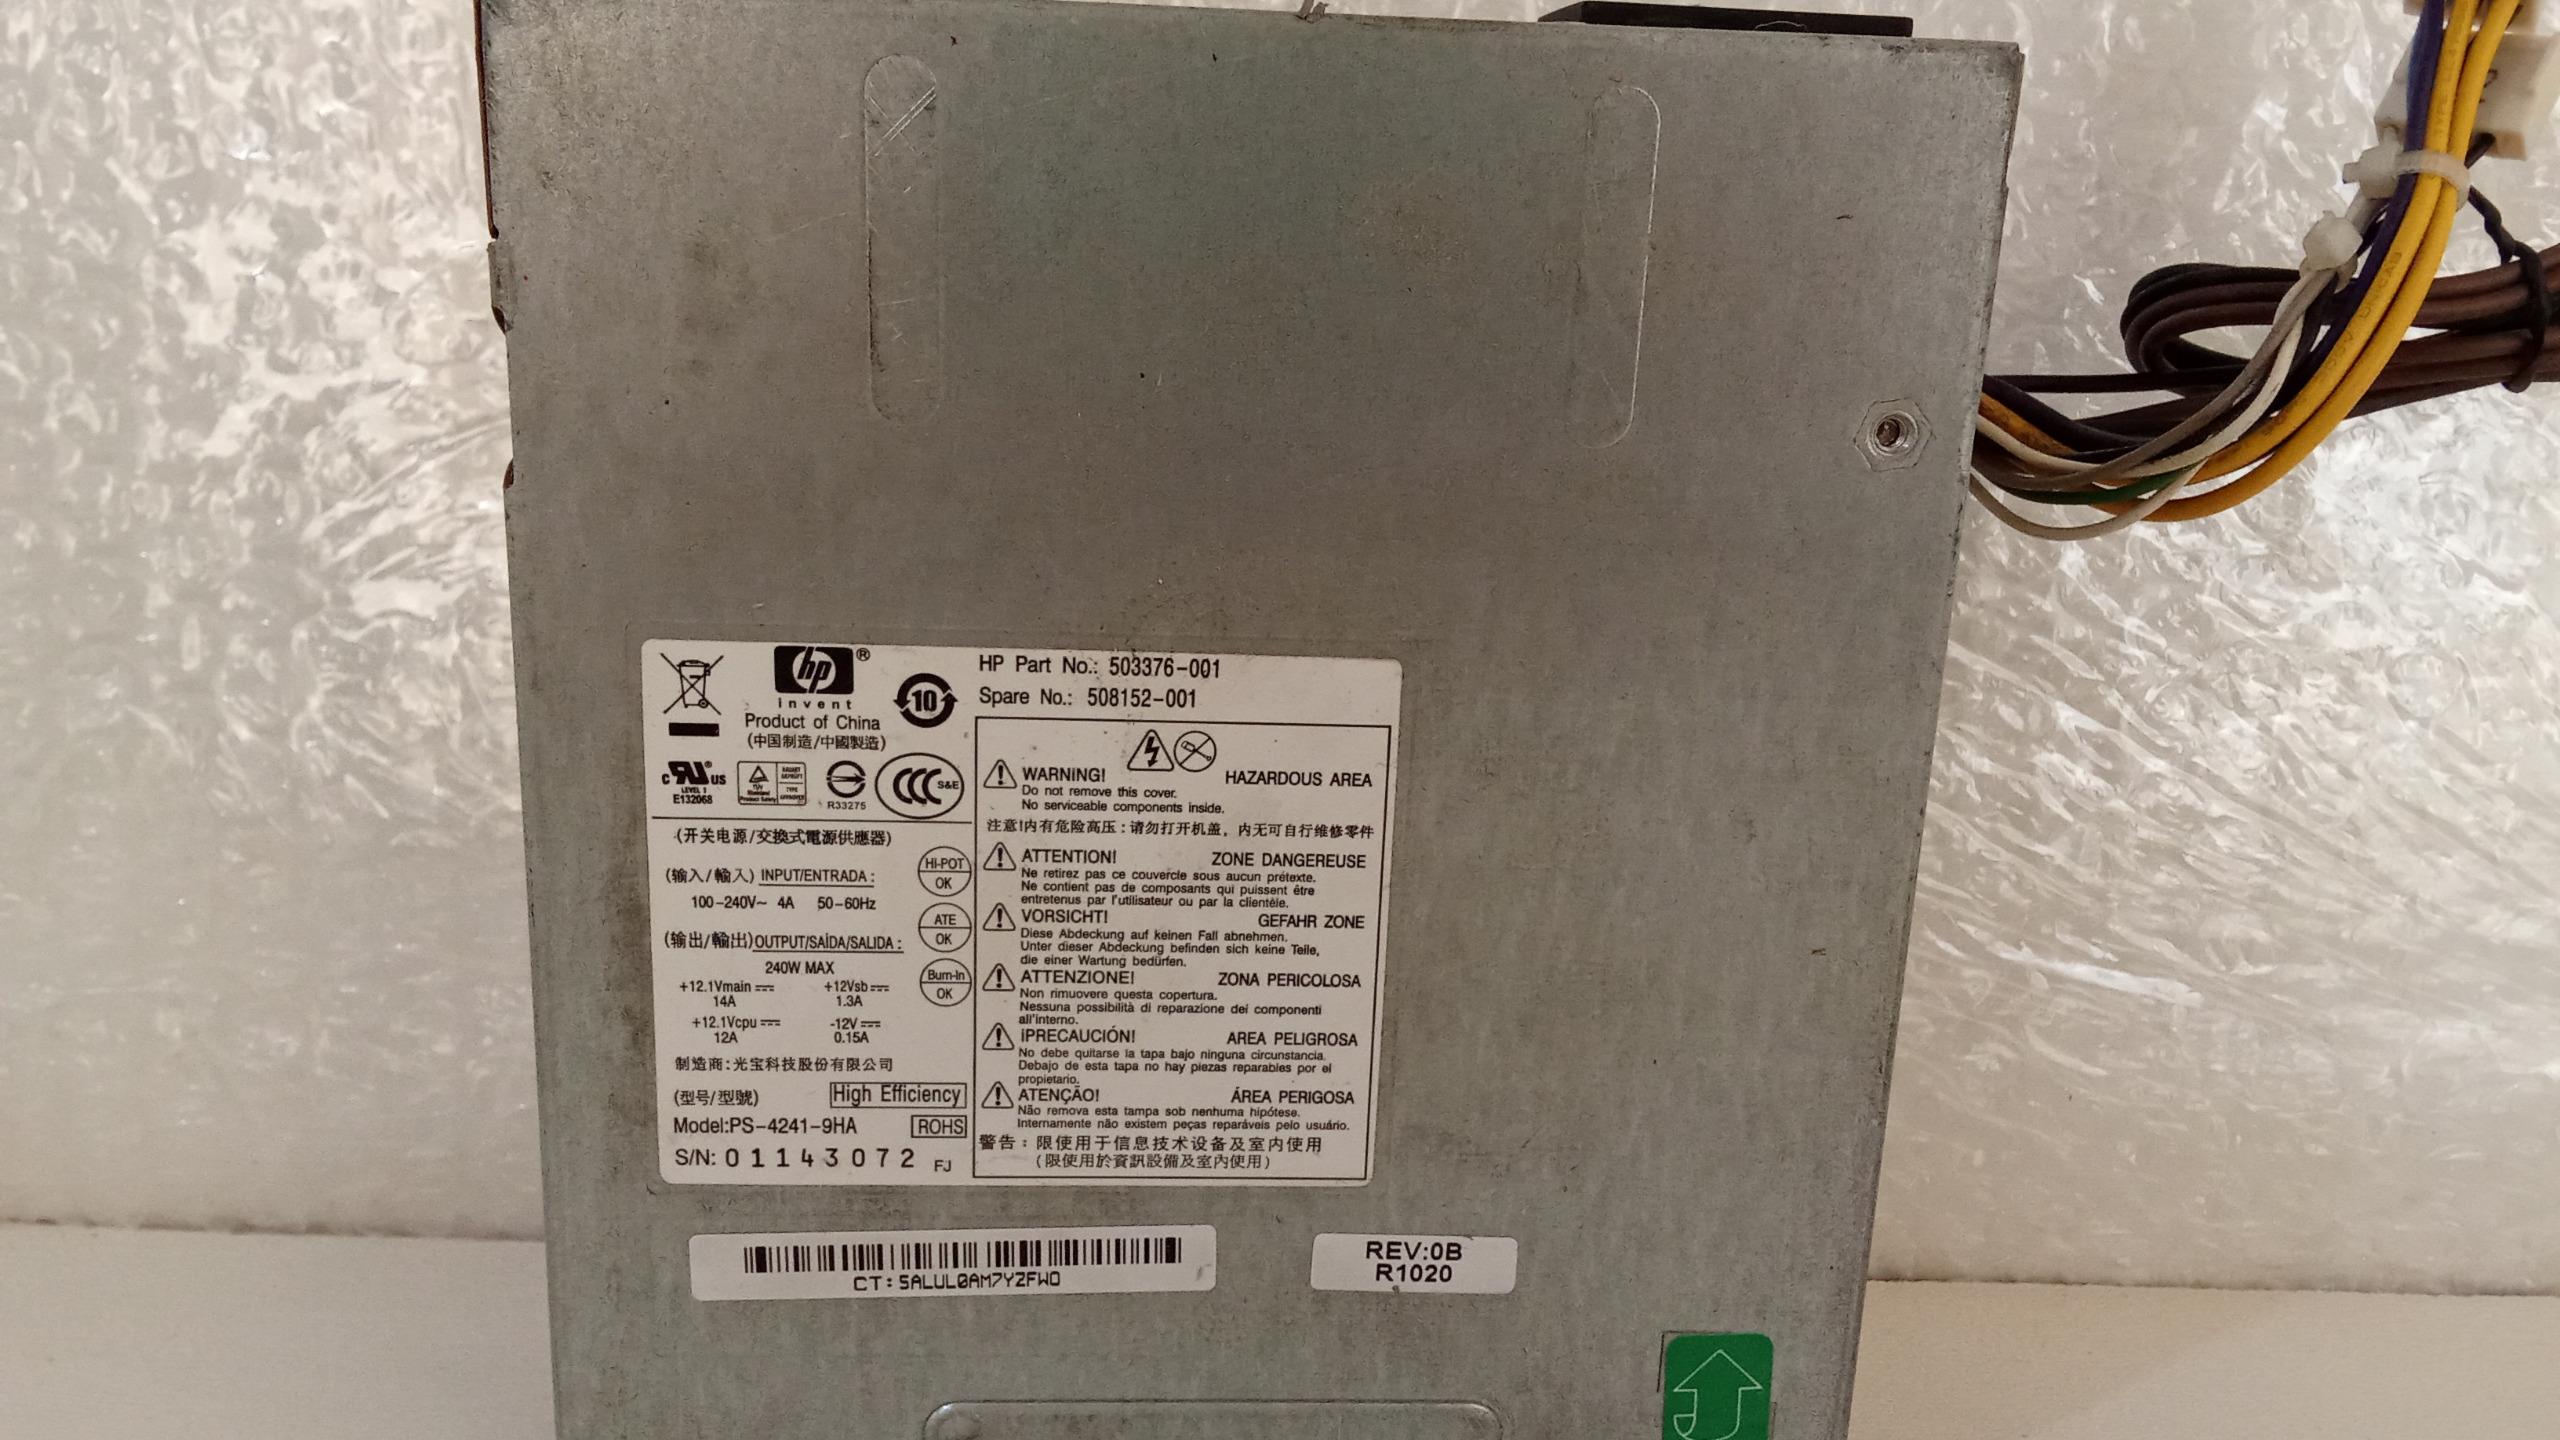 hp ®
invent
Product of China
(中国制造/中國製造)
10
HP Part No.: 503376-001
Spare No.: 508152-001
c US
LEVEL 1
E132068
TÜV
R33275
CCC S&E
(开关电源/交換式電源供應器)
(输入/輸入) INPUT/ENTRADA :
100-240V~ 4A 50-60Hz
(输出/輸出)OUTPUT/SAÍDA/SALIDA :
240W MAX
+12.1Vmain +12Vsb
14A 1.3A
+12.1Vcpu -12V
12A 0.15A
HI-POT
OK
ATE
OK
Burn-In
OK
制造商:光宝科技股份有限公司
(型号/型號) High Efficiency
Model:PS-4241-9HA ROHS
S/N: 01143072 FJ
WARNING! HAZARDOUS AREA
Do not remove this cover.
No serviceable components inside.
注意!内有危险高压:请勿打开机盖，内无可自行维修零件
ATTENTION! ZONE DANGEREUSE
Ne retirez pas ce couvercle sous aucun prétexte.
Ne contient pas de composants qui puissent être
entretenus par l'utilisateur ou par la clientèle.
VORSICHT! GEFAHR ZONE
Diese Abdeckung auf keinen Fall abnehmen.
Unter dieser Abdeckung befinden sich keine Teile,
die einer Wartung bedürfen.
ATTENZIONE! ZONA PERICOLOSA
Non rimuovere questa copertura.
Nessuna possibilità di reparazione dei componenti
all'interno.
¡PRECAUCIÓN! AREA PELIGROSA
No debe quitarse la tapa bajo ninguna circunstancia.
Debajo de esta tapa no hay piezas reparables por el
propietario.
ATENÇÃO! ÁREA PERIGOSA
Não remova esta tampa sob nenhuma hipótese.
Internamente não existem peças reparáveis pelo usuário.
警告：限使用于信息技术设备及室内使用
(限使用於資訊設備及室內使用)
CT:5ALUL0AM7YZFWO
REV:0B
R1020